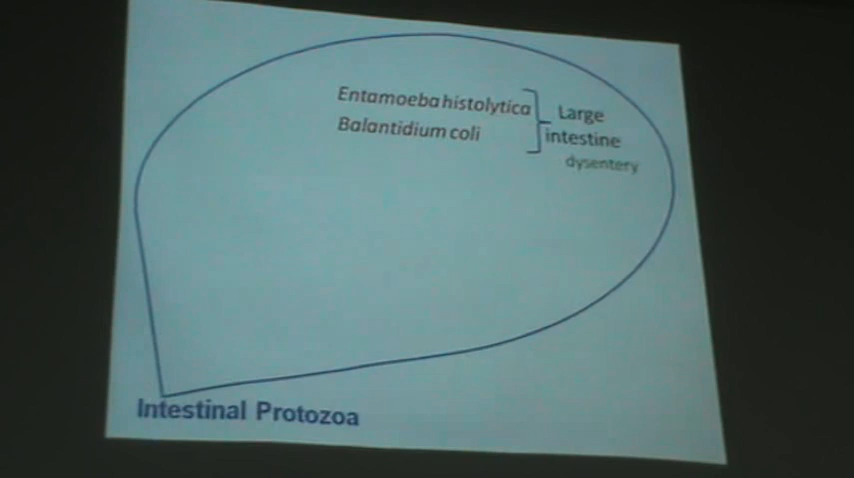 Entamoeba histolytica
Balantidium coli
Large
intestine
dysentery
Intestinal Protozoa